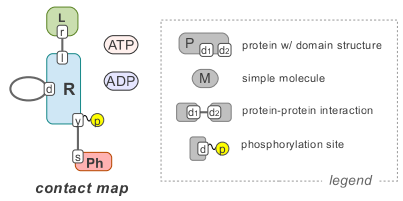 L
r
l
d
R
y
p
s
Ph
contact map
ATP
ADP
P
d1
d2
protein w/ domain structure
M
simple molecule
d1
d2
protein-protein interaction
d
p
phosphorylation site
legend